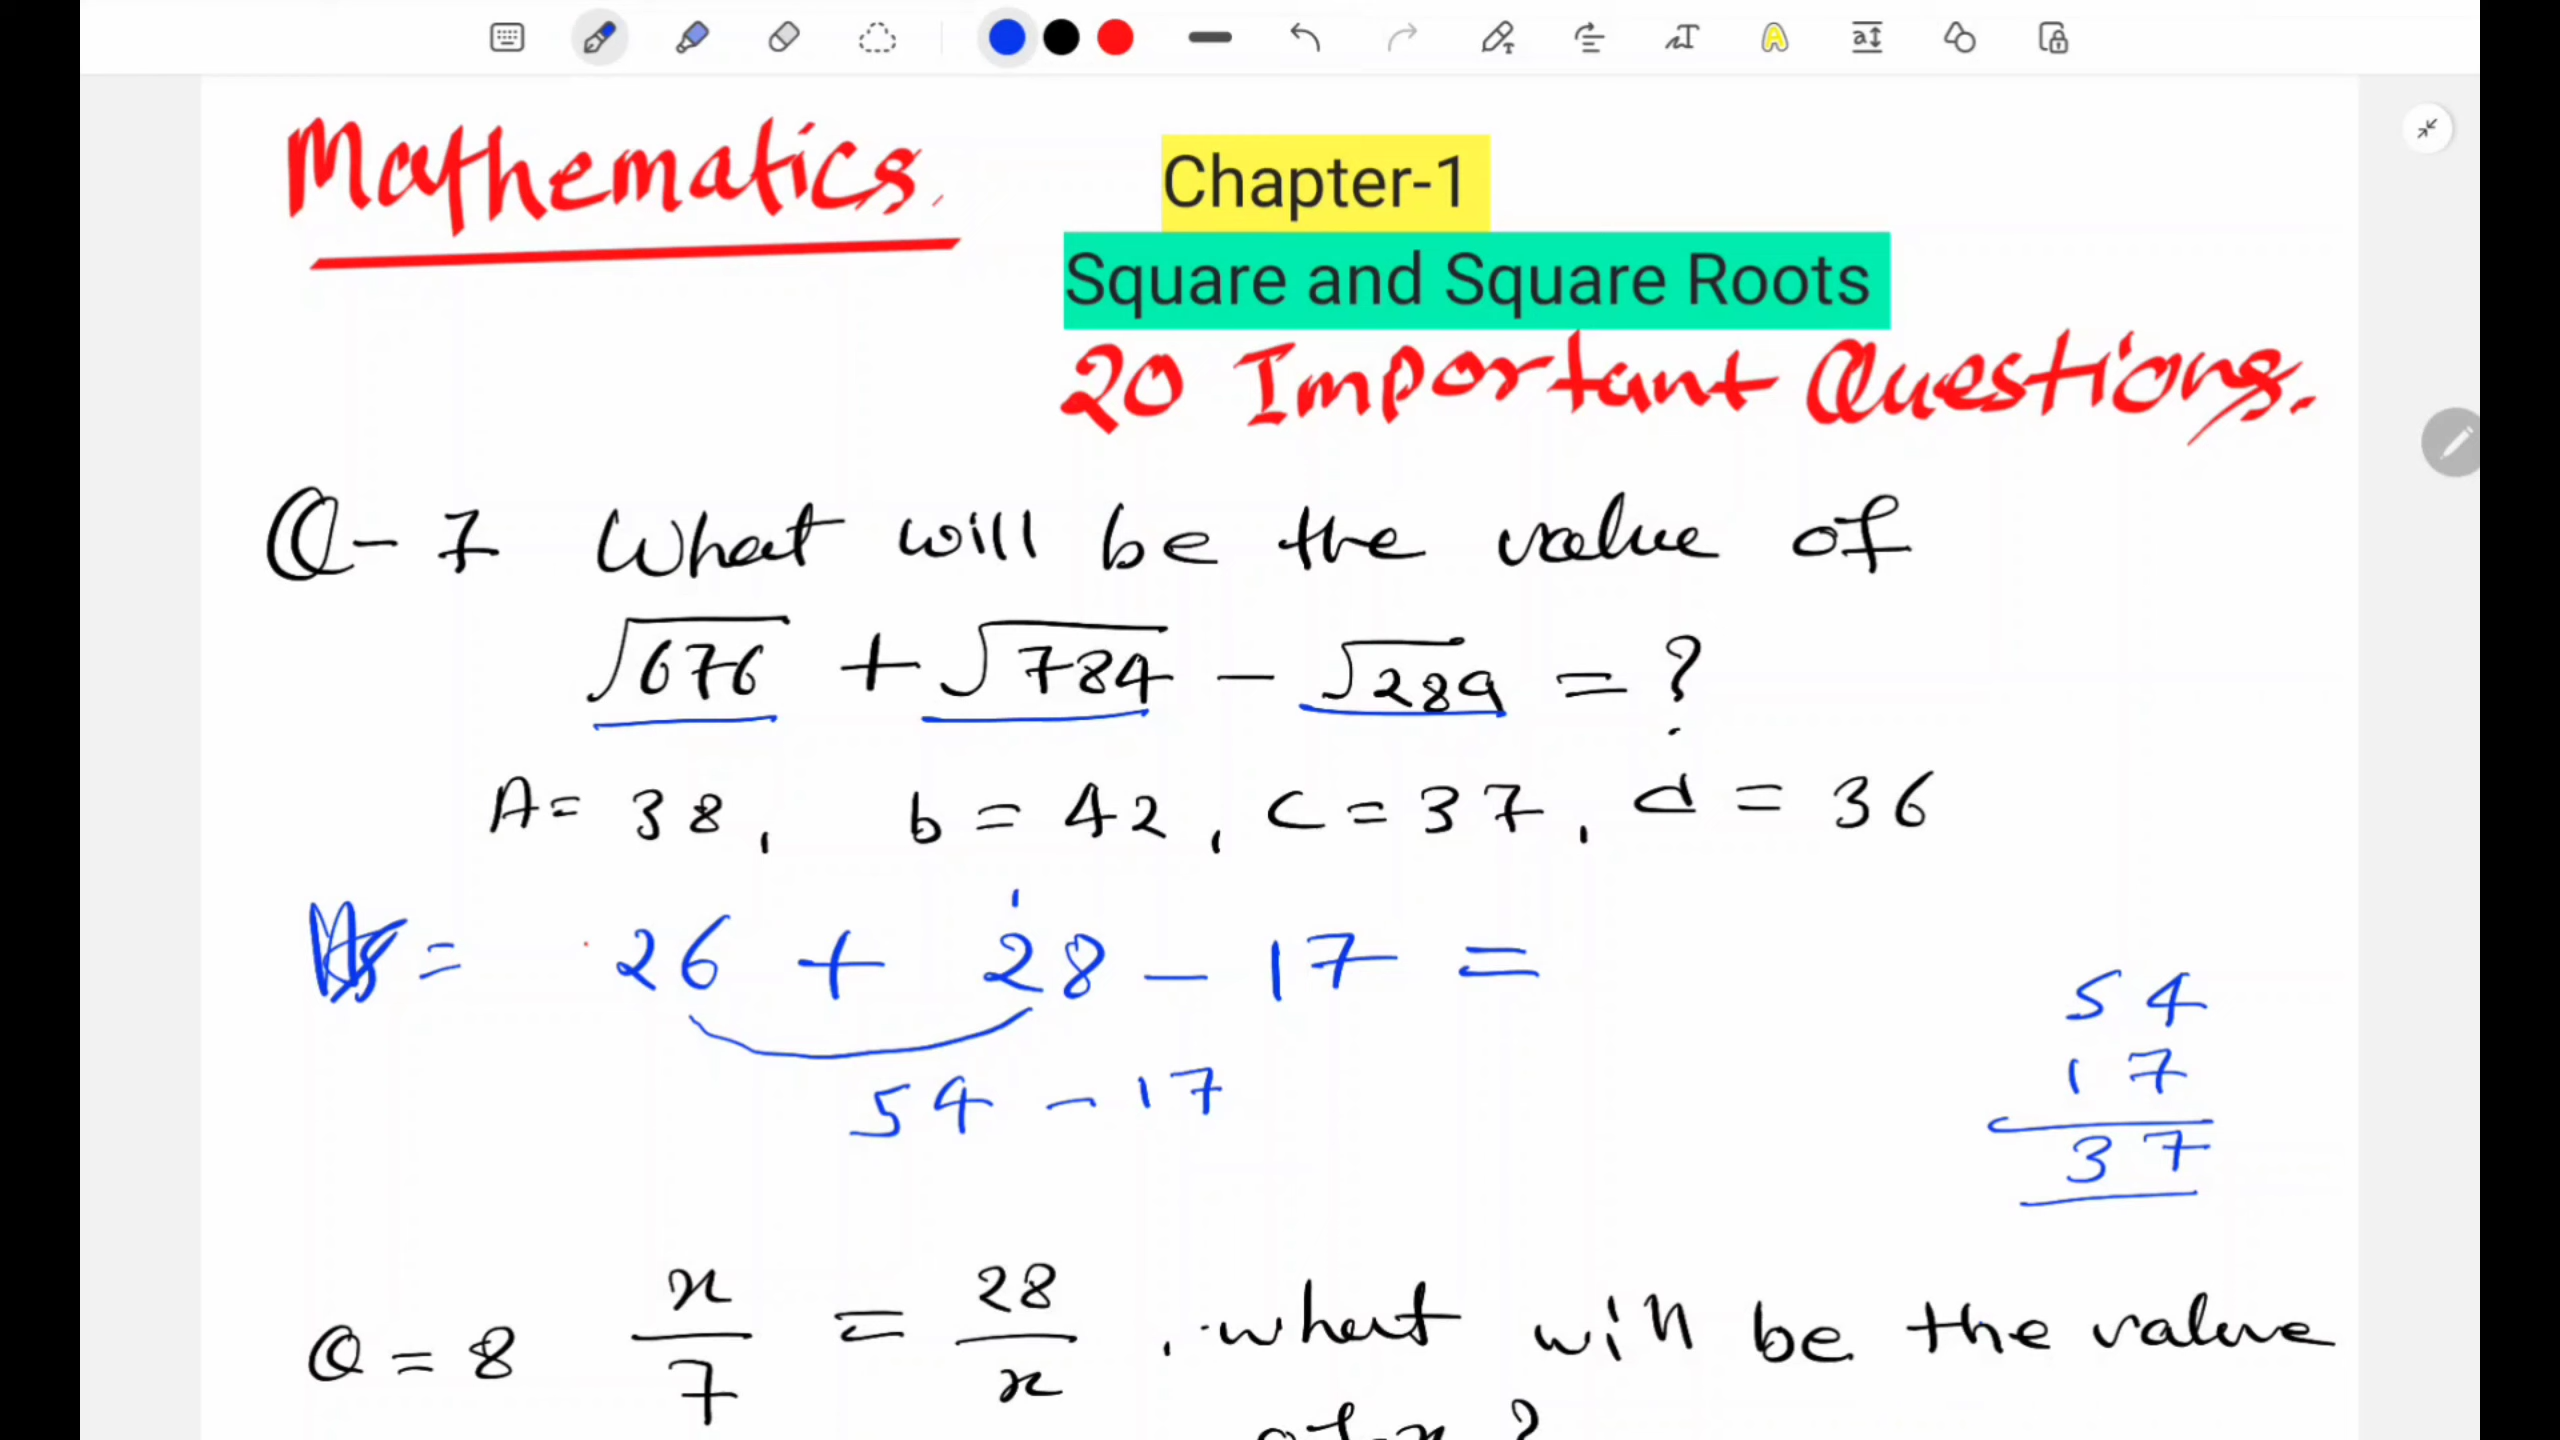 Mathematics.
Chapter-1
Square and Square Roots
20 Important Questions.
Q-7 What will be the value of
√676 + √784 - √289 = ?
A= 38, b = 42, c = 37, d = 36
= 26 + 28 - 17 =
54 - 17
54
17
37
Q = 8 x/7 = 28/x , what will be the value
of x ?